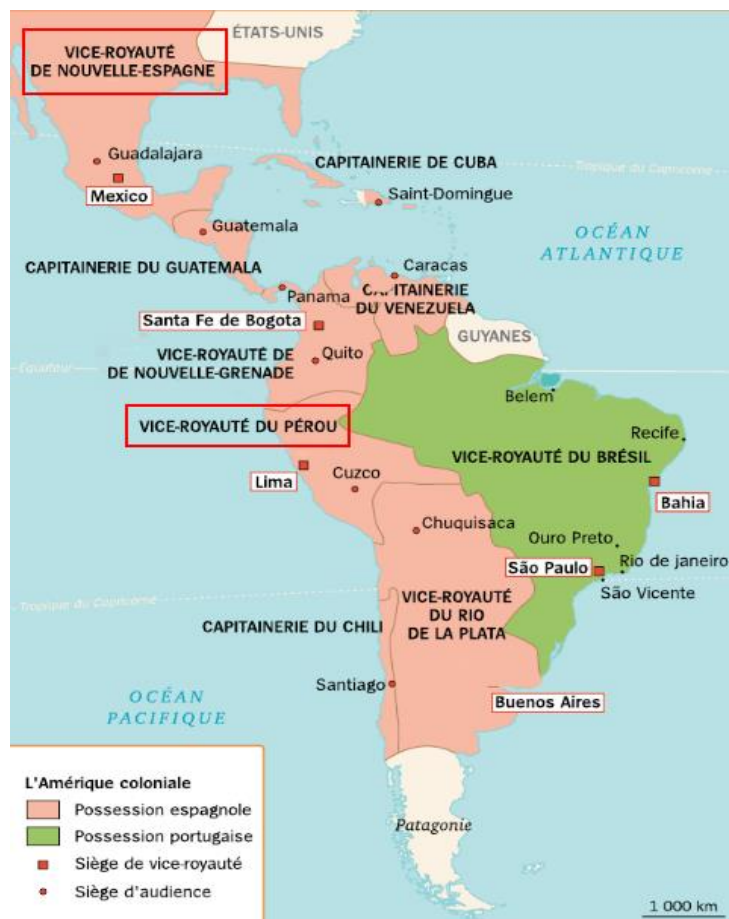 ÉTATS-UNIS
VICE-ROYAUTÉ
DE NOUVELLE-ESPAGNE
Guadalajara
CAPITAINERIE DE CUBA
Tropique du Capricorne
Mexico
Saint-Domingue
Guatemala
OCÉAN
ATLANTIQUE
CAPITAINERIE DU GUATEMALA
Caracas
Panama
CAPITAINERIE
DU VENEZUELA
Santa Fe de Bogota
GUYANES
VICE-ROYAUTÉ DE
DE NOUVELLE-GRENADE
Quito
Équateur
Belem
VICE-ROYAUTÉ DU PÉROU
Recife
VICE-ROYAUTÉ DU BRÉSIL
Lima
Cuzco
Bahia
Chuquisaca
Ouro Preto
São Paulo
Rio de janeiro
São Vicente
Tropique du Capricorne
VICE-ROYAUTÉ
DU RIO
DE LA PLATA
CAPITAINERIE DU CHILI
Santiago
OCÉAN
PACIFIQUE
Buenos Aires
L'Amérique coloniale
Possession espagnole
Possession portugaise
Siège de vice-royauté
Siège d'audience
Patagonie
1 000 km